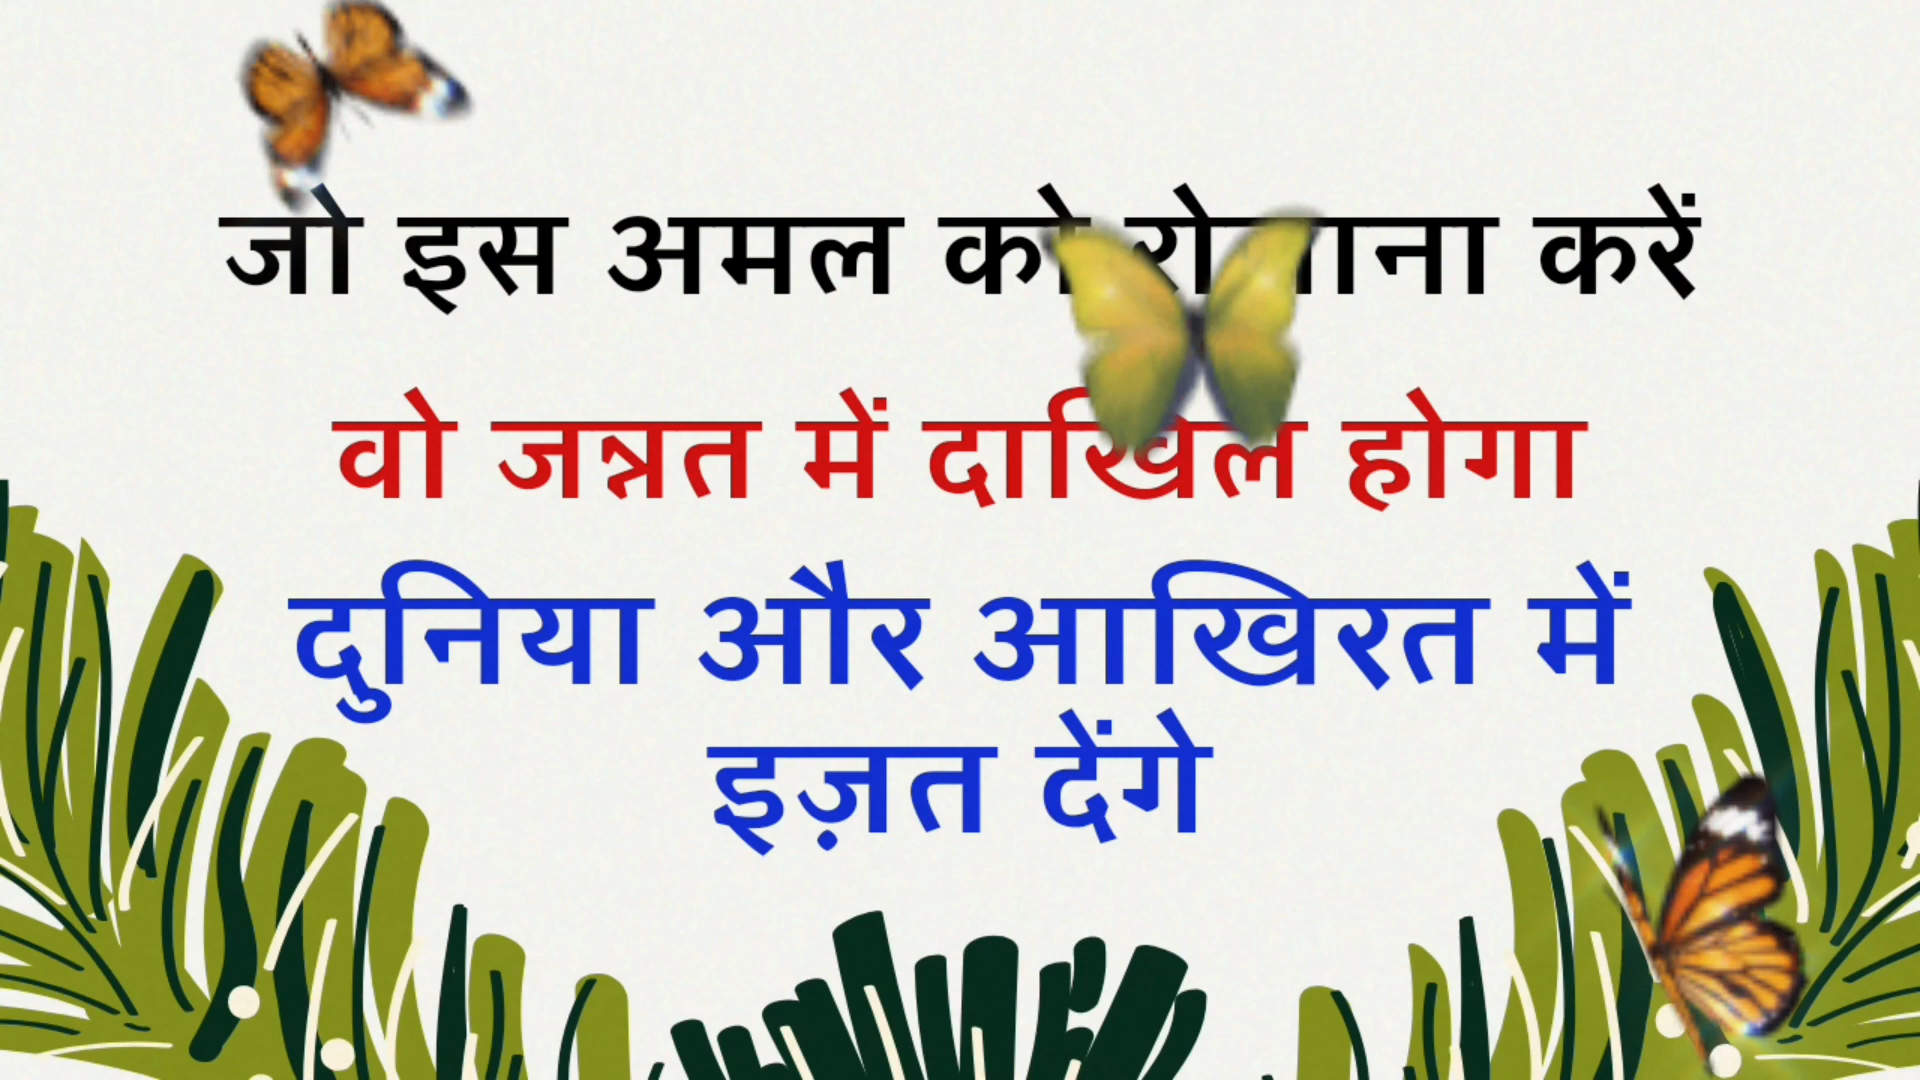 जो इस अमल को रोजाना करें
वो जन्नत में दाखिल होगा
दुनिया और आखिरत में
इज़त देंगे